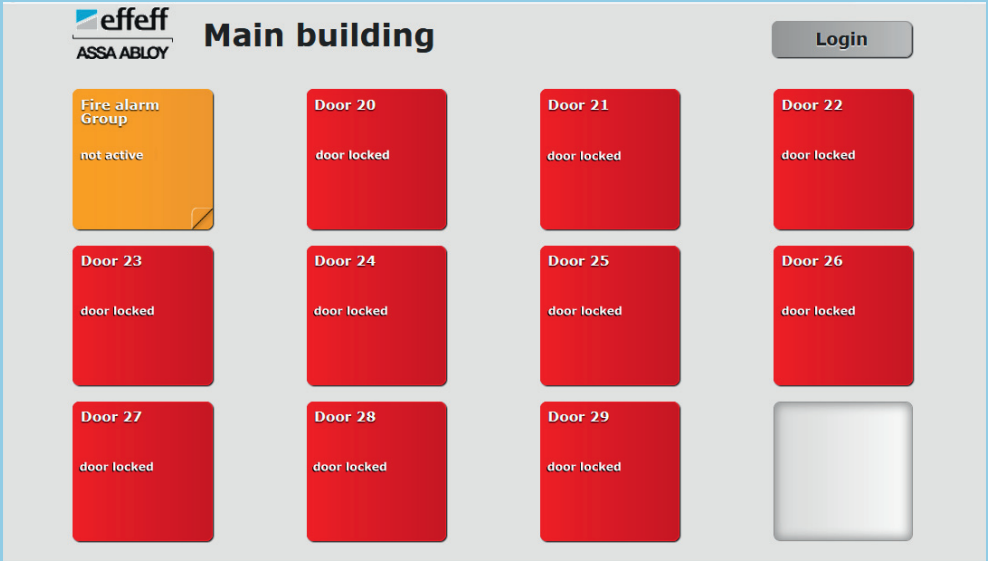 effeff
ASSA ABLOY
Main building
Login
Fire alarm
Group
not active
Door 20
door locked
Door 21
door locked
Door 22
door locked
Door 23
door locked
Door 24
door locked
Door 25
door locked
Door 26
door locked
Door 27
door locked
Door 28
door locked
Door 29
door locked